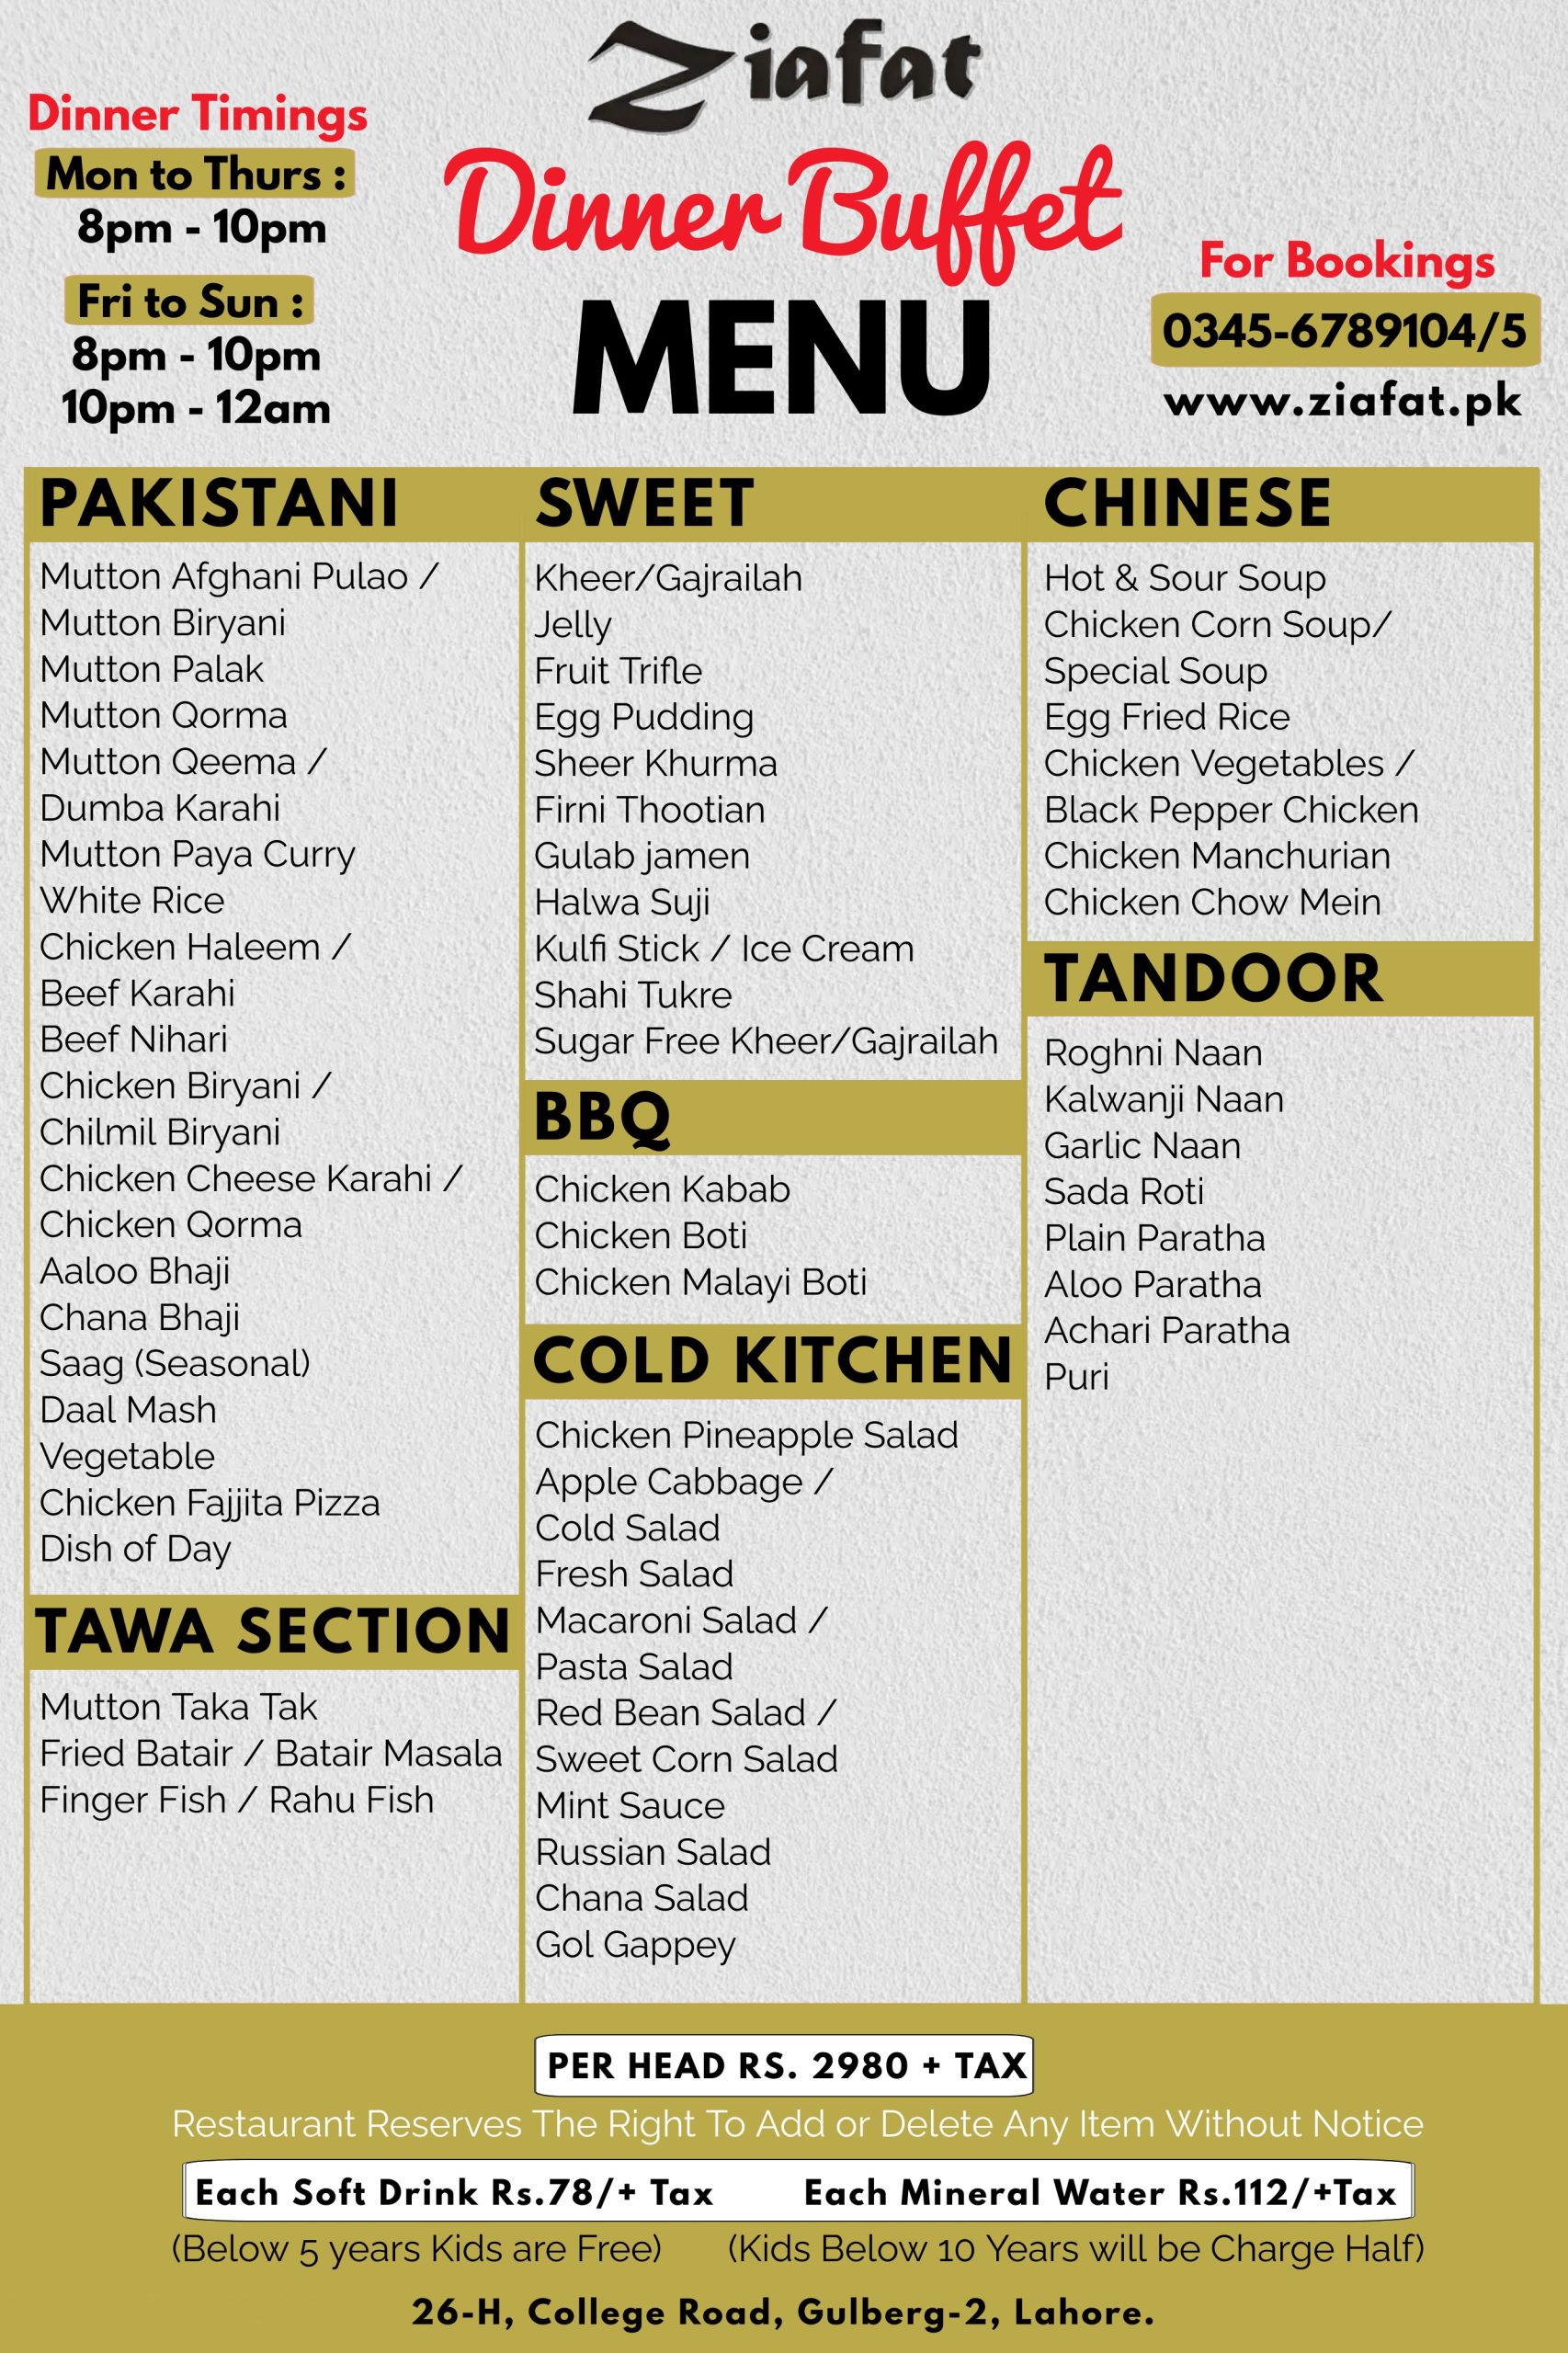 Ziafat
Dinner Buffet
MENU
Dinner Timings
Mon to Thurs :
8pm - 10pm
Fri to Sun :
8pm - 10pm
10pm - 12am
For Bookings
0345-6789104/5
www.ziafat.pk
PAKISTANI
Mutton Afghani Pulao /
Mutton Biryani
Mutton Palak
Mutton Qorma
Mutton Qeema /
Dumba Karahi
Mutton Paya Curry
White Rice
Chicken Haleem /
Beef Karahi
Beef Nihari
Chicken Biryani /
Chilmil Biryani
Chicken Cheese Karahi /
Chicken Qorma
Aaloo Bhaji
Chana Bhaji
Saag (Seasonal)
Daal Mash
Vegetable
Chicken Fajjita Pizza
Dish of Day
TAWA SECTION
Mutton Taka Tak
Fried Batair / Batair Masala
Finger Fish / Rahu Fish
SWEET
Kheer/Gajrailah
Jelly
Fruit Trifle
Egg Pudding
Sheer Khurma
Firni Thootian
Gulab jamen
Halwa Suji
Kulfi Stick / Ice Cream
Shahi Tukre
Sugar Free Kheer/Gajrailah
BBQ
Chicken Kabab
Chicken Boti
Chicken Malayi Boti
COLD KITCHEN
Chicken Pineapple Salad
Apple Cabbage /
Cold Salad
Fresh Salad
Macaroni Salad /
Pasta Salad
Red Bean Salad /
Sweet Corn Salad
Mint Sauce
Russian Salad
Chana Salad
Gol Gappey
CHINESE
Hot & Sour Soup
Chicken Corn Soup/
Special Soup
Egg Fried Rice
Chicken Vegetables /
Black Pepper Chicken
Chicken Manchurian
Chicken Chow Mein
TANDOOR
Roghni Naan
Kalwanji Naan
Garlic Naan
Sada Roti
Plain Paratha
Aloo Paratha
Achari Paratha
Puri
PER HEAD RS. 2980 + TAX
Restaurant Reserves The Right To Add or Delete Any Item Without Notice
Each Soft Drink Rs.78/+ Tax Each Mineral Water Rs.112/+Tax
(Below 5 years Kids are Free) (Kids Below 10 Years will be Charge Half)
26-H, College Road, Gulberg-2, Lahore.